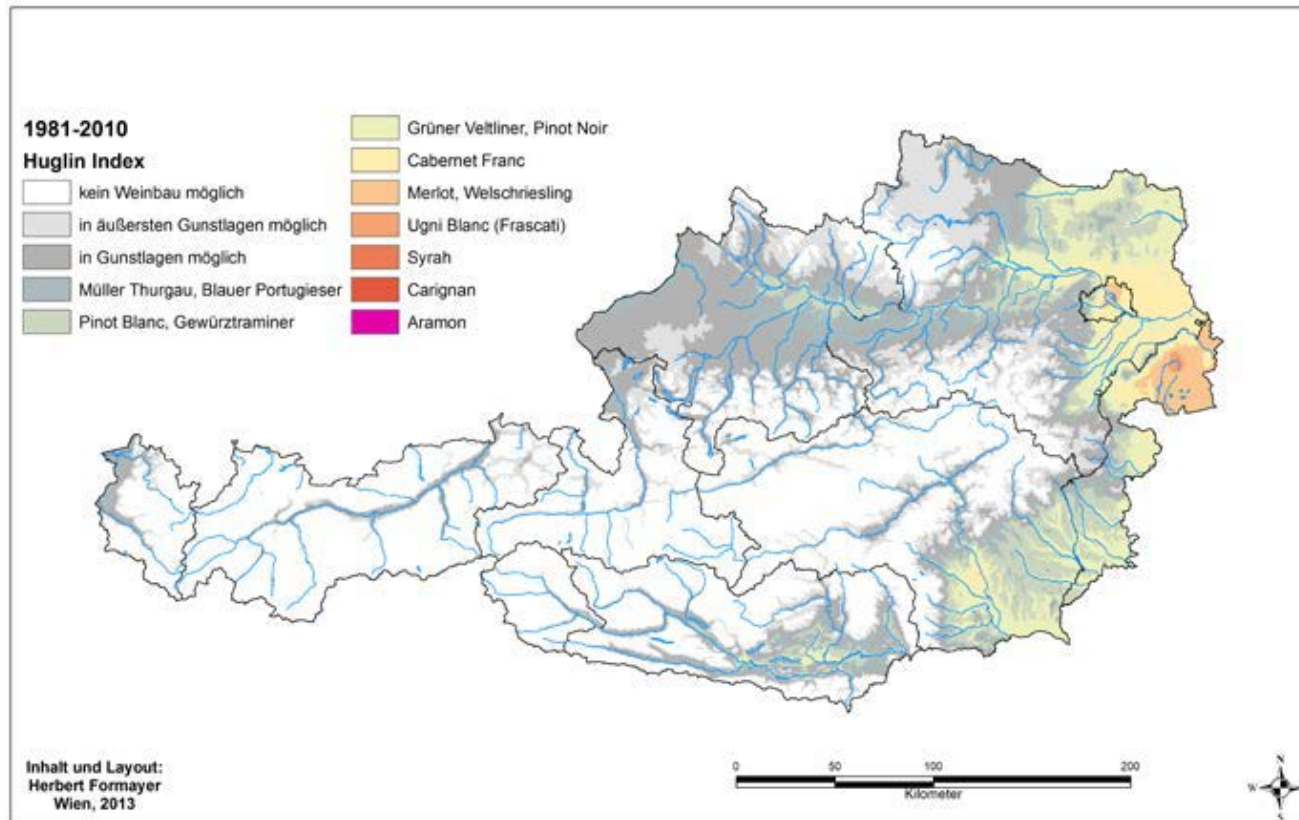 1981-2010
Huglin Index
kein Weinbau möglich
in äußersten Gunstlagen möglich
in Gunstlagen möglich
Müller Thurgau, Blauer Portugieser
Pinot Blanc, Gewürztraminer
Grüner Veltliner, Pinot Noir
Cabernet Franc
Merlot, Welschriesling
Ugni Blanc (Frascati)
Syrah
Carignan
Aramon
Inhalt und Layout:
Herbert Formayer
Wien, 2013
0 50 100 200
Kilometer
N
W E
S